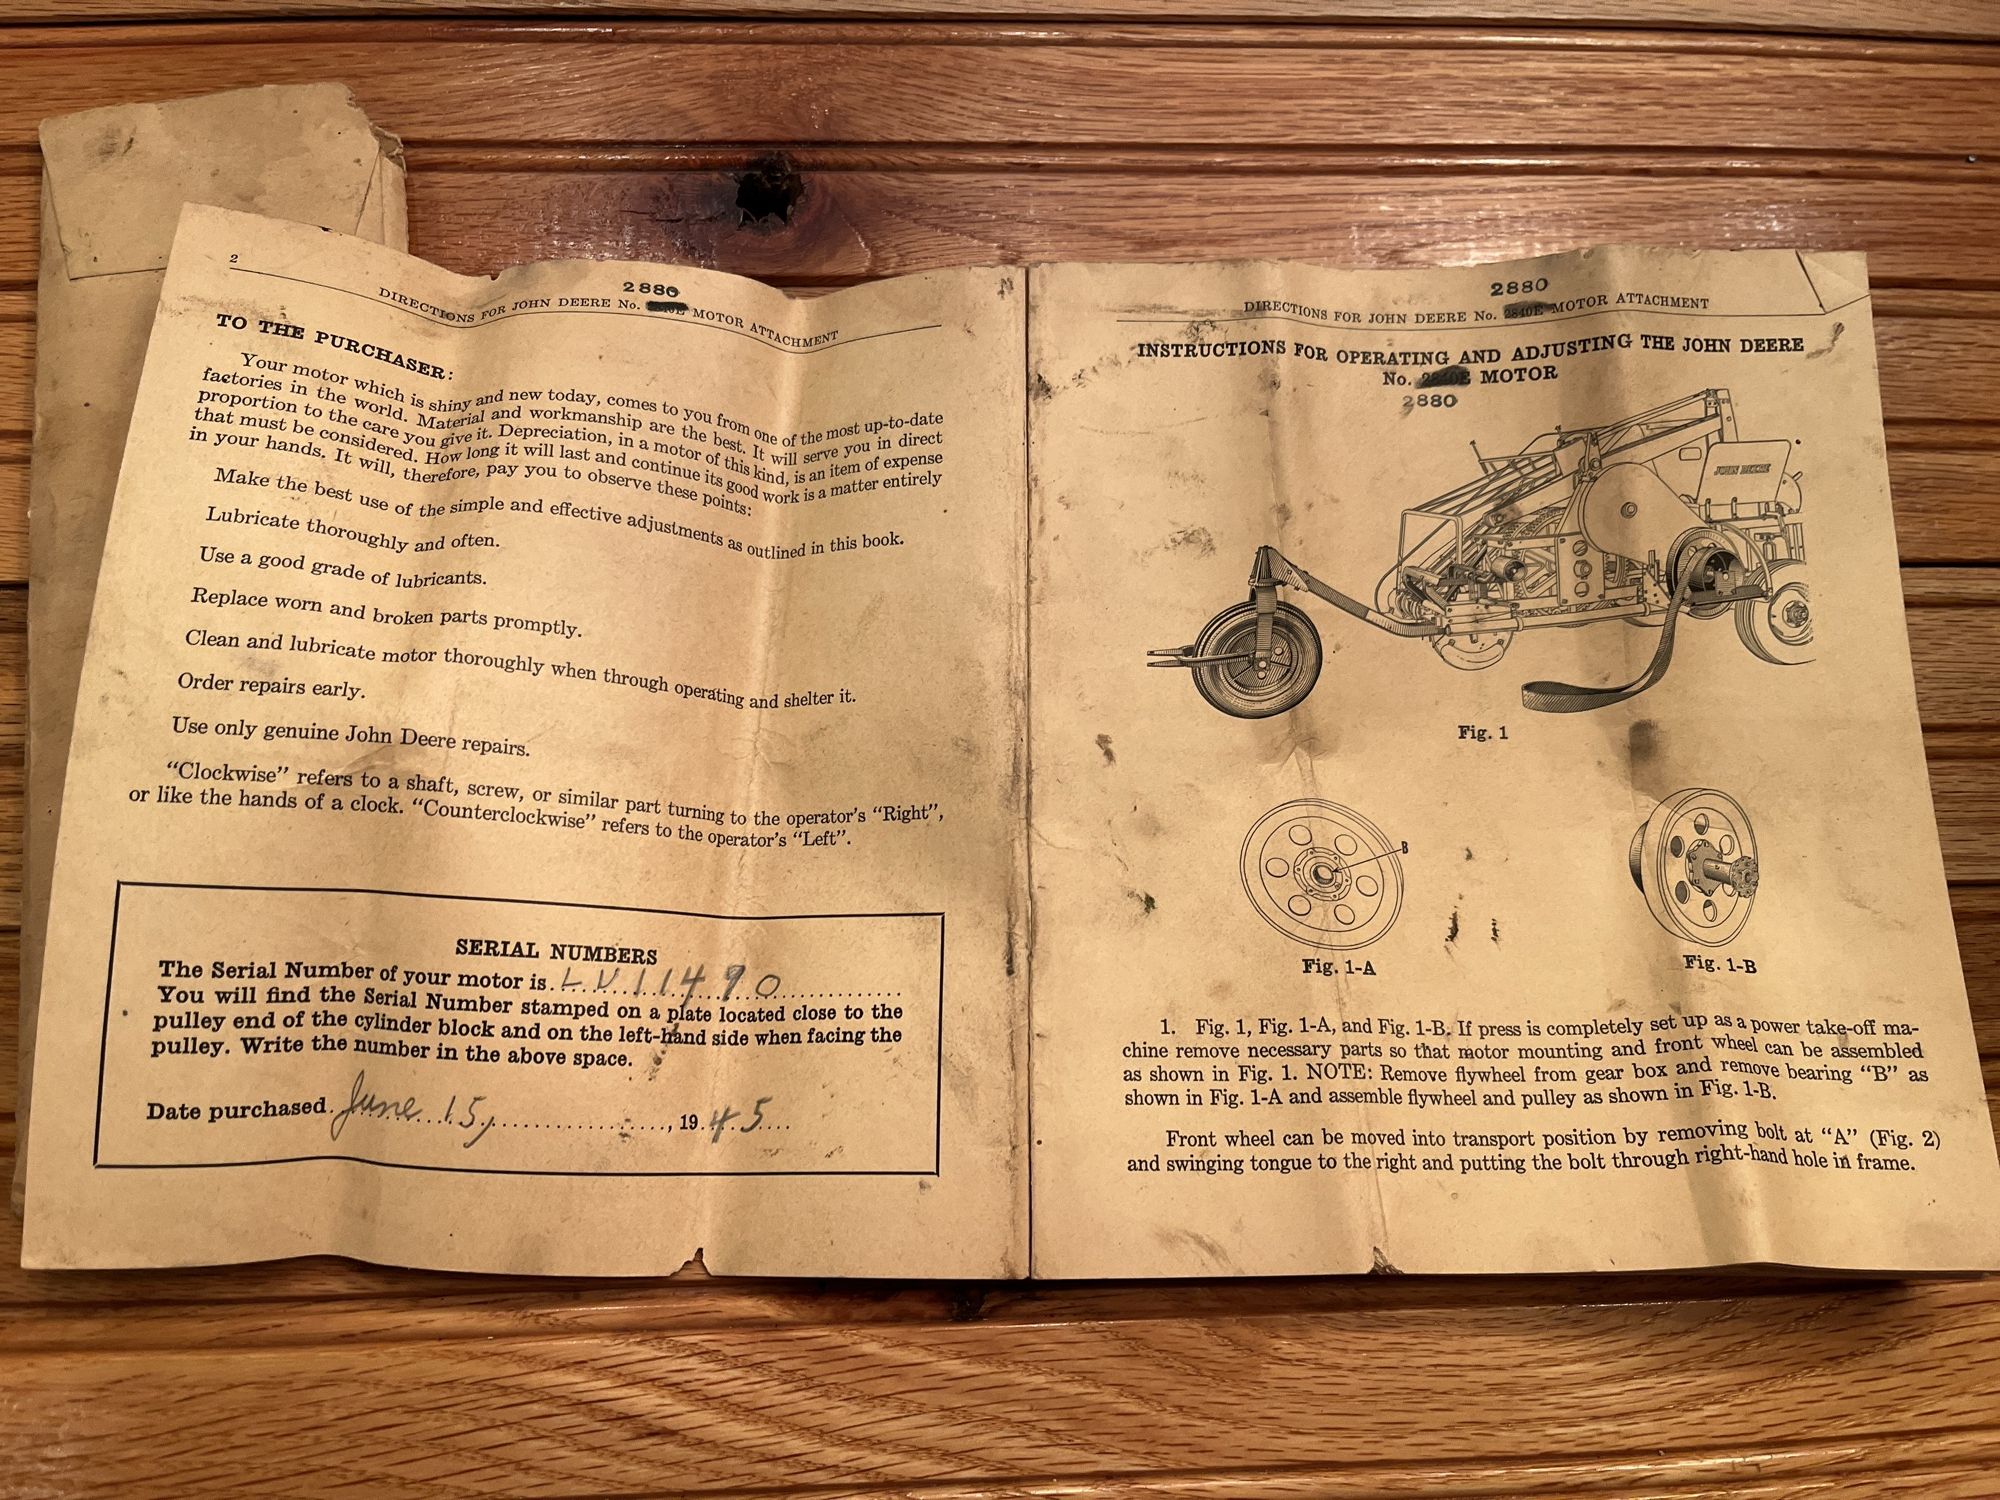 2
2880
DIRECTIONS FOR JOHN DEERE No. MOTOR ATTACHMENT
TO THE PURCHASER:
Your motor which is shiny and new today, comes to you from one of the most up-to-date
factories in the world. Material and workmanship are the best. It will serve you in direct
proportion to the care you give it. Depreciation, in a motor of this kind, is an item of expense
that must be considered. How long it will last and continue its good work is a matter entirely
in your hands. It will, therefore, pay you to observe these points:
Make the best use of the simple and effective adjustments as outlined in this book.
Lubricate thoroughly and often.
Use a good grade of lubricants.
Replace worn and broken parts promptly.
Clean and lubricate motor thoroughly when through operating and shelter it.
Order repairs early.
Use only genuine John Deere repairs.
“Clockwise” refers to a shaft, screw, or similar part turning to the operator’s “Right”,
or like the hands of a clock. “Counterclockwise” refers to the operator’s “Left”.
SERIAL NUMBERS
The Serial Number of your motor is. L U 11490
You will find the Serial Number stamped on a plate located close to the
pulley end of the cylinder block and on the left-hand side when facing the
pulley. Write the number in the above space.
Date purchased. June 15, , 1945
2880
DIRECTIONS FOR JOHN DEERE No. 2840E MOTOR ATTACHMENT
INSTRUCTIONS FOR OPERATING AND ADJUSTING THE JOHN DEERE
No. 2840E MOTOR
2880
JOHN DEERE
Fig. 1
B
Fig. 1-A
Fig. 1-B
1. Fig. 1, Fig. 1-A, and Fig. 1-B. If press is completely set up as a power take-off ma-
chine remove necessary parts so that motor mounting and front wheel can be assembled
as shown in Fig. 1. NOTE: Remove flywheel from gear box and remove bearing “B” as
shown in Fig. 1-A and assemble flywheel and pulley as shown in Fig. 1-B.
Front wheel can be moved into transport position by removing bolt at “A” (Fig. 2)
and swinging tongue to the right and putting the bolt through right-hand hole in frame.